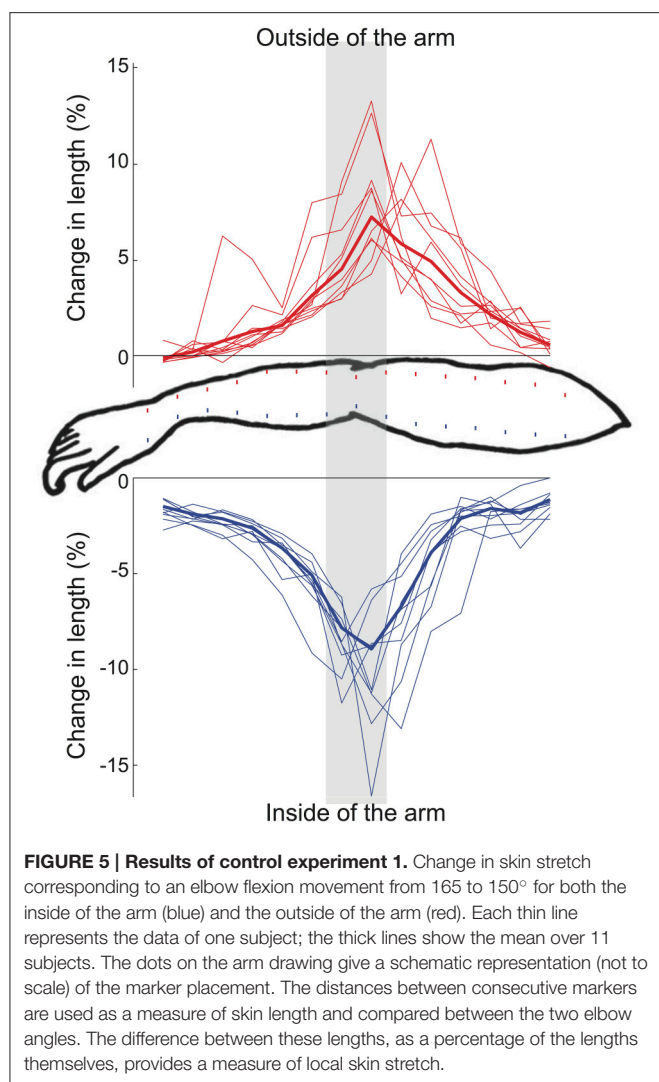 Outside of the arm
15
10
5
0
Change in length (%)
0
-5
-10
-15
Change in length (%)
Inside of the arm
FIGURE 5 | Results of control experiment 1. Change in skin stretch
corresponding to an elbow flexion movement from 165 to 150° for both the
inside of the arm (blue) and the outside of the arm (red). Each thin line
represents the data of one subject; the thick lines show the mean over 11
subjects. The dots on the arm drawing give a schematic representation (not to
scale) of the marker placement. The distances between consecutive markers
are used as a measure of skin length and compared between the two elbow
angles. The difference between these lengths, as a percentage of the lengths
themselves, provides a measure of local skin stretch.